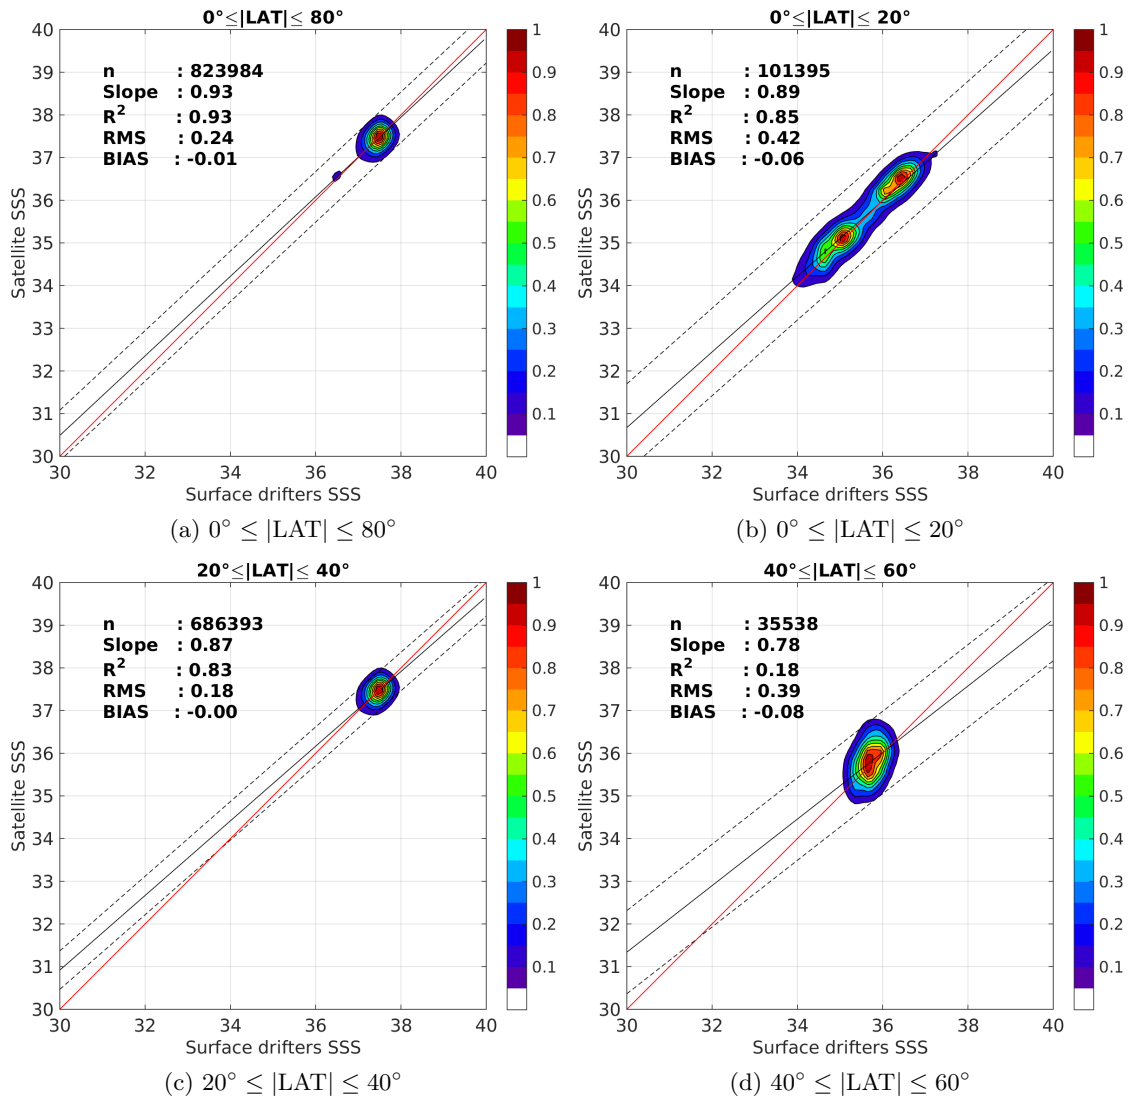 0°≤|LAT|≤ 80°
n : 823984
Slope : 0.93
R2 : 0.93
RMS : 0.24
BIAS : -0.01
40
39
38
37
36
35
34
33
32
31
30
30 32 34 36 38 40
Satellite SSS
Surface drifters SSS
1
0.9
0.8
0.7
0.6
0.5
0.4
0.3
0.2
0.1
(a) 0° ≤ |LAT| ≤ 80°
0°≤|LAT|≤ 20°
n : 101395
Slope : 0.89
R2 : 0.85
RMS : 0.42
BIAS : -0.06
40
39
38
37
36
35
34
33
32
31
30
30 32 34 36 38 40
Satellite SSS
Surface drifters SSS
1
0.9
0.8
0.7
0.6
0.5
0.4
0.3
0.2
0.1
(b) 0° ≤ |LAT| ≤ 20°
20°≤|LAT|≤ 40°
n : 686393
Slope : 0.87
R2 : 0.83
RMS : 0.18
BIAS : -0.00
40
39
38
37
36
35
34
33
32
31
30
30 32 34 36 38 40
Satellite SSS
Surface drifters SSS
1
0.9
0.8
0.7
0.6
0.5
0.4
0.3
0.2
0.1
(c) 20° ≤ |LAT| ≤ 40°
40°≤|LAT|≤ 60°
n : 35538
Slope : 0.78
R2 : 0.18
RMS : 0.39
BIAS : -0.08
40
39
38
37
36
35
34
33
32
31
30
30 32 34 36 38 40
Satellite SSS
Surface drifters SSS
1
0.9
0.8
0.7
0.6
0.5
0.4
0.3
0.2
0.1
(d) 40° ≤ |LAT| ≤ 60°